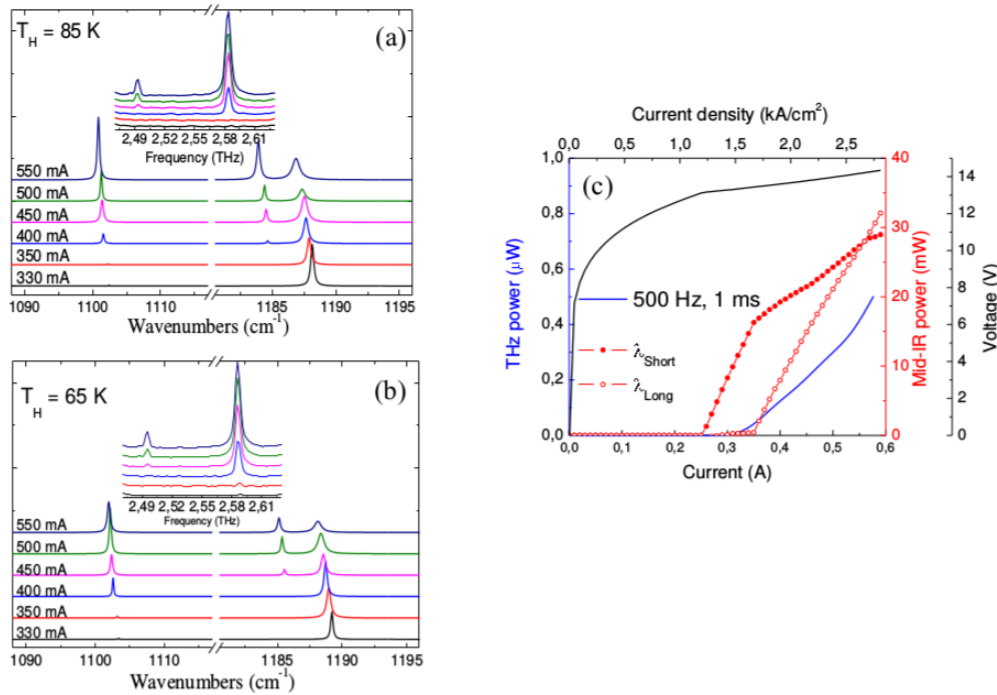 T_H = 85 K
(a)
2,49 2,52 2,55 2,58 2,61
Frequency (THz)
550 mA
500 mA
450 mA
400 mA
350 mA
330 mA
1090 1100 1110 1185 1190 1195
Wavenumbers (cm⁻¹)
T_H = 65 K
(b)
2,49 2,52 2,55 2,58 2,61
Frequency (THz)
550 mA
500 mA
450 mA
400 mA
350 mA
330 mA
1090 1100 1110 1185 1190 1195
Wavenumbers (cm⁻¹)
Current density (kA/cm²)
0,0 0,5 1,0 1,5 2,0 2,5
(c)
1,0
0,8
0,6
0,4
0,2
0,0
THz power (µW)
500 Hz, 1 ms
λ_Short
λ_Long
40
30
20
10
0
Mid-IR power (mW)
14
12
10
8
6
4
2
0
Voltage (V)
0,0 0,1 0,2 0,3 0,4 0,5 0,6
Current (A)